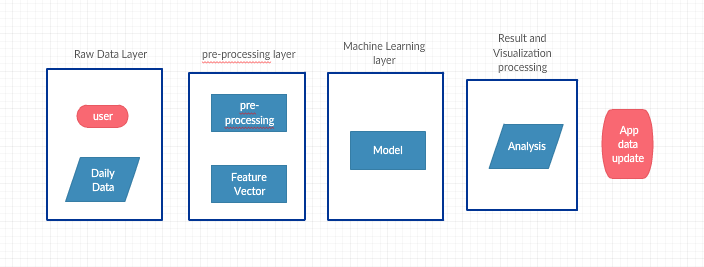 Raw Data Layer
pre-processing layer
Machine Learning
layer
Result and
Visualization
processing
user
Daily
Data
pre-
processing
Feature
Vector
Model
Analysis
App
data
update